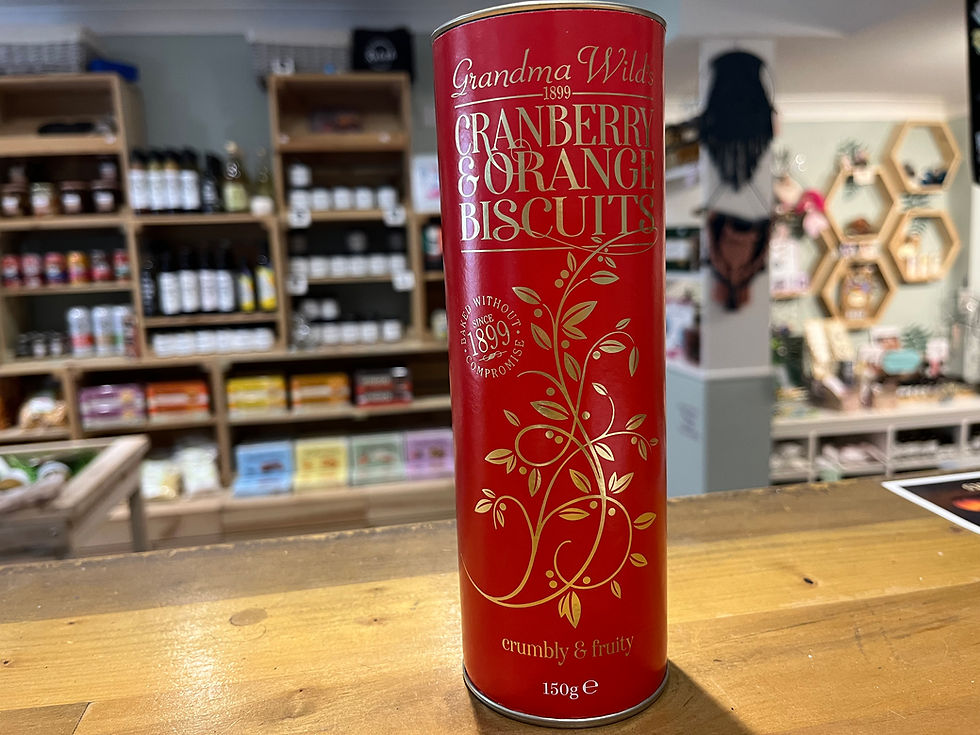 Grandma Wild's
1899
CRANBERRY
& ORANGE
BISCUITS
BAKED WITHOUT
SINCE
1899
COMPROMISE
crumbly & fruity
150g ℮